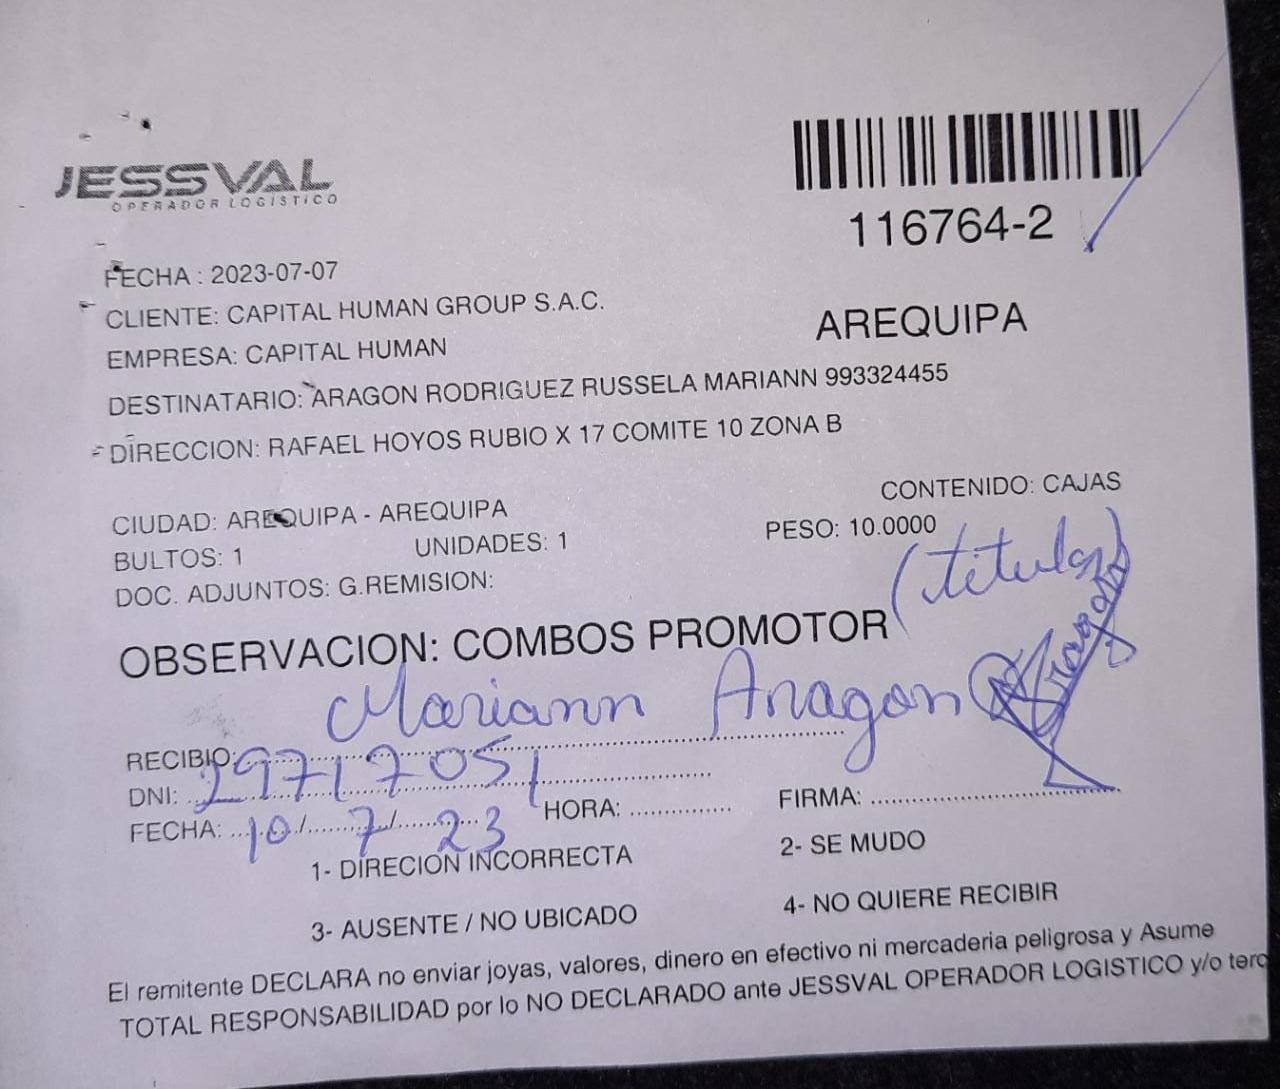 JESSVAL
OPERADOR LOGISTICO
116764-2
FECHA : 2023-07-07
CLIENTE: CAPITAL HUMAN GROUP S.A.C.
EMPRESA: CAPITAL HUMAN
AREQUIPA
DESTINATARIO: ARAGON RODRIGUEZ RUSSELA MARIANN 993324455
DIRECCION: RAFAEL HOYOS RUBIO X 17 COMITE 10 ZONA B
CONTENIDO: CAJAS
CIUDAD: AREQUIPA - AREQUIPA
BULTOS: 1 UNIDADES: 1 PESO: 10.0000
DOC. ADJUNTOS: G.REMISION:
(titular)
OBSERVACION: COMBOS PROMOTOR
RECIBIO: Mariann Aragon
DNI: 29717051
FECHA: 10/7/23 HORA: FIRMA:
1- DIRECION INCORRECTA 2- SE MUDO
3- AUSENTE / NO UBICADO 4- NO QUIERE RECIBIR
El remitente DECLARA no enviar joyas, valores, dinero en efectivo ni mercaderia peligrosa y Asume
TOTAL RESPONSABILIDAD por lo NO DECLARADO ante JESSVAL OPERADOR LOGISTICO y/o terc